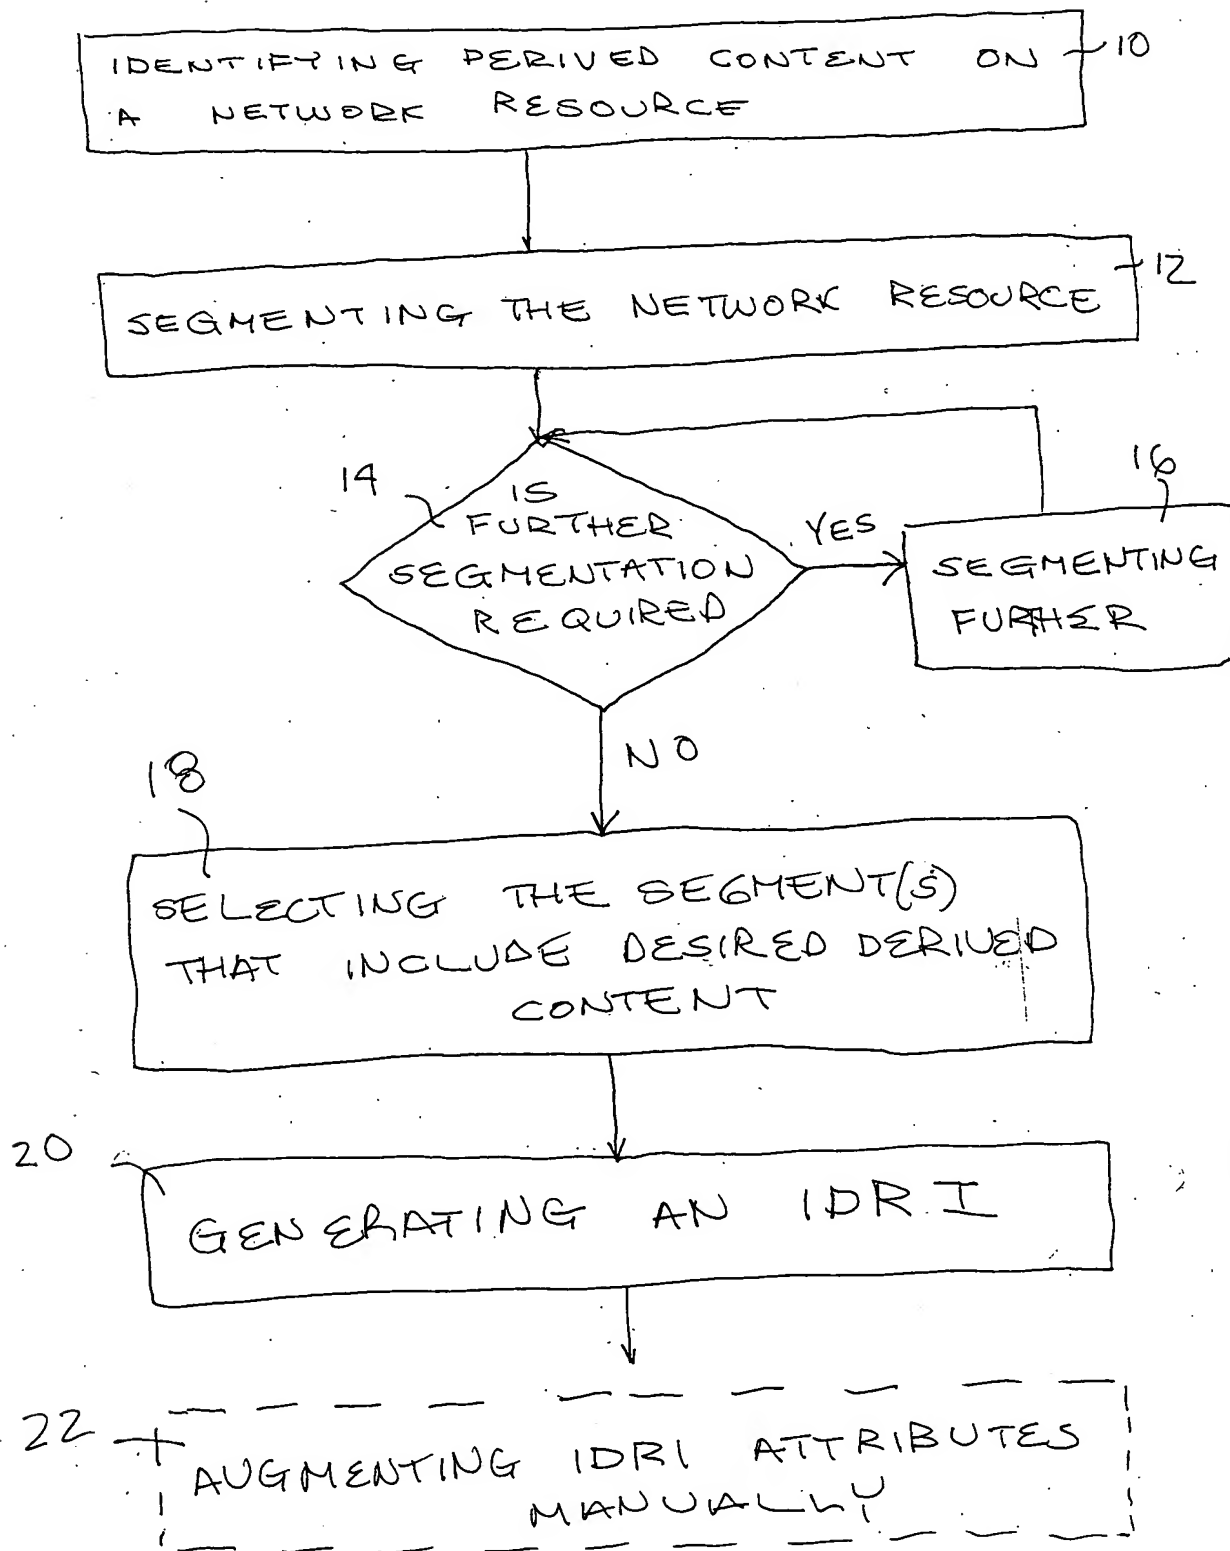 IDENTIFYING DERIVED CONTENT ON
A NETWORK RESOURCE
10
SEGMENTING THE NETWORK RESOURCE
12
14
IS
FURTHER
SEGMENTATION
REQUIRED
YES
16
SEGMENTING
FURTHER
NO
18
SELECTING THE SEGMENT(S)
THAT INCLUDE DESIRED DERIVED
CONTENT
20
GENERATING AN IDRI
22
AUGMENTING IDRI ATTRIBUTES
MANUALLY